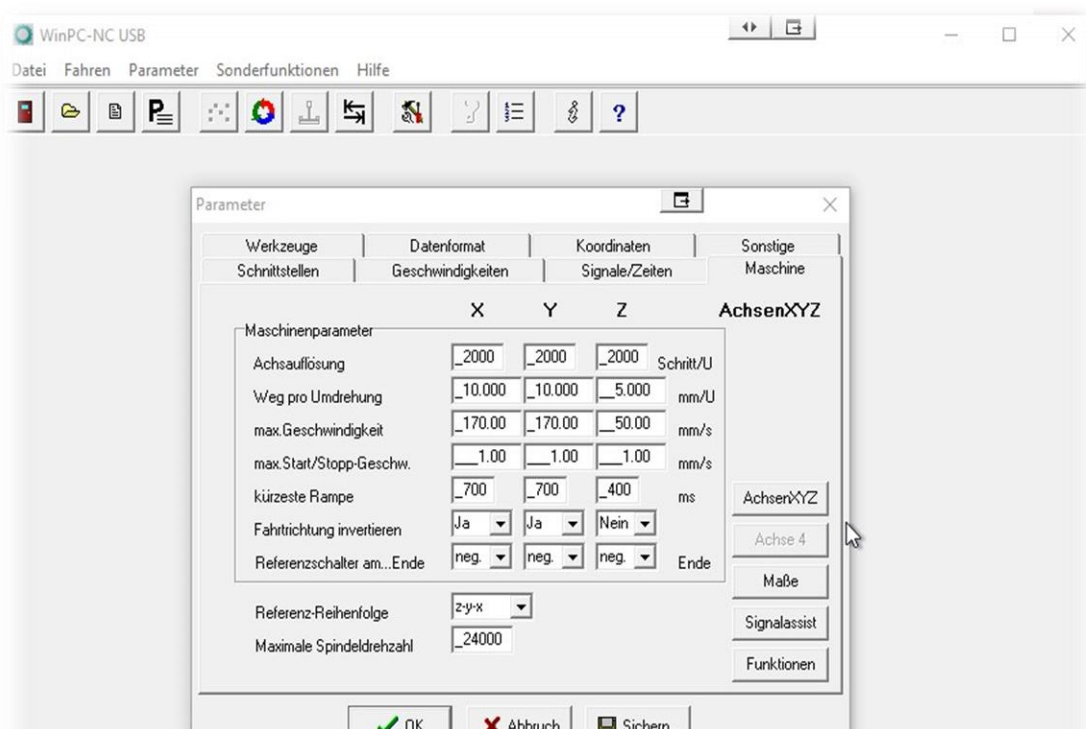 WinPC-NC USB
Datei Fahren Parameter Sonderfunktionen Hilfe
P
?
Parameter
Werkzeuge Datenformat Koordinaten Sonstige
Schnittstellen Geschwindigkeiten Signale/Zeiten Maschine
X Y Z AchsenXYZ
Maschinenparameter
Achsauflösung _2000 _2000 _2000 Schritt/U
Weg pro Umdrehung _10.000 _10.000 __5.000 mm/U
max.Geschwindigkeit _170.00 _170.00 __50.00 mm/s
max.Start/Stopp-Geschw. ___1.00 ___1.00 ___1.00 mm/s
kürzeste Rampe _700 _700 _400 ms AchsenXYZ
Fahrtrichtung invertieren Ja Ja Nein
Achse 4
Referenzschalter am...Ende neg. neg. neg. Ende
Maße
Referenz-Reihenfolge z-y-x
Signalassist
Maximale Spindeldrehzahl _24000
Funktionen
OK Abbruch Sichern